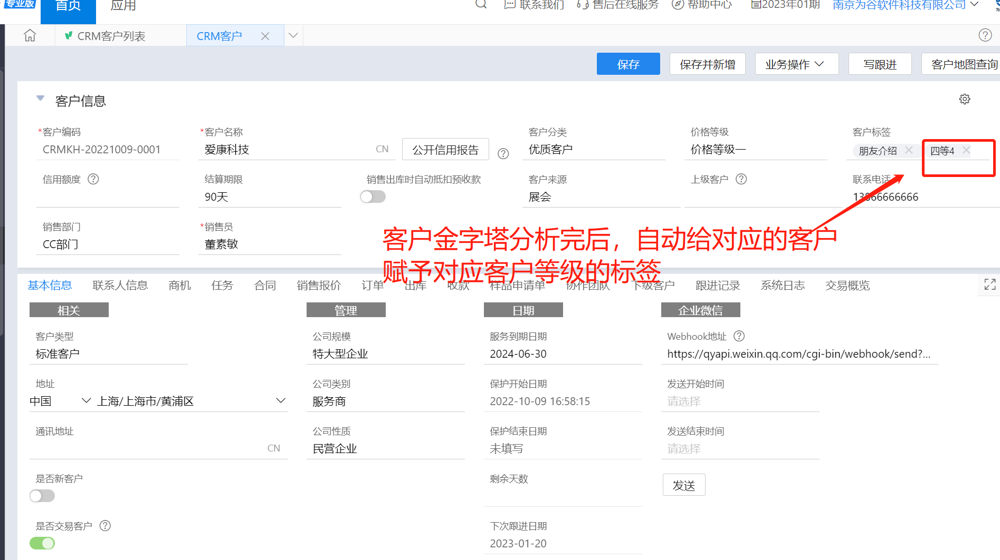 专业版
首页
应用
联系我们
售后在线服务
帮助中心
2023年01期
南京为谷软件科技有限公司
CRM客户列表
CRM客户
保存
保存并新增
业务操作
写跟进
客户地图查询
客户信息
*客户编码
CRMKH-20221009-0001
*客户名称
爱康科技
CN
公开信用报告
客户分类
优质客户
价格等级
价格等级一
客户标签
朋友介绍
四等4
信用额度
结算期限
90天
销售出库时自动抵扣预收款
客户来源
展会
上级客户
联系电话
13866666666
销售部门
CC部门
*销售员
董素敏
客户金字塔分析完后，自动给对应的客户
赋予对应客户等级的标签
基本信息
联系人信息
商机
任务
合同
销售报价
订单
出库
收款
样品申请单
协作团队
下级客户
跟进记录
系统日志
交易概览
相关
管理
日期
企业微信
客户类型
标准客户
公司规模
特大型企业
服务到期日期
2024-06-30
Webhook地址
https://qyapi.weixin.qq.com/cgi-bin/webhook/send?...
地址
中国
上海/上海市/黄浦区
公司类别
服务商
保护开始日期
2022-10-09 16:58:15
发送开始时间
请选择
通讯地址
CN
公司性质
民营企业
保护结束日期
未填写
发送结束时间
请选择
是否新客户
剩余天数
发送
是否交易客户
下次跟进日期
2023-01-20